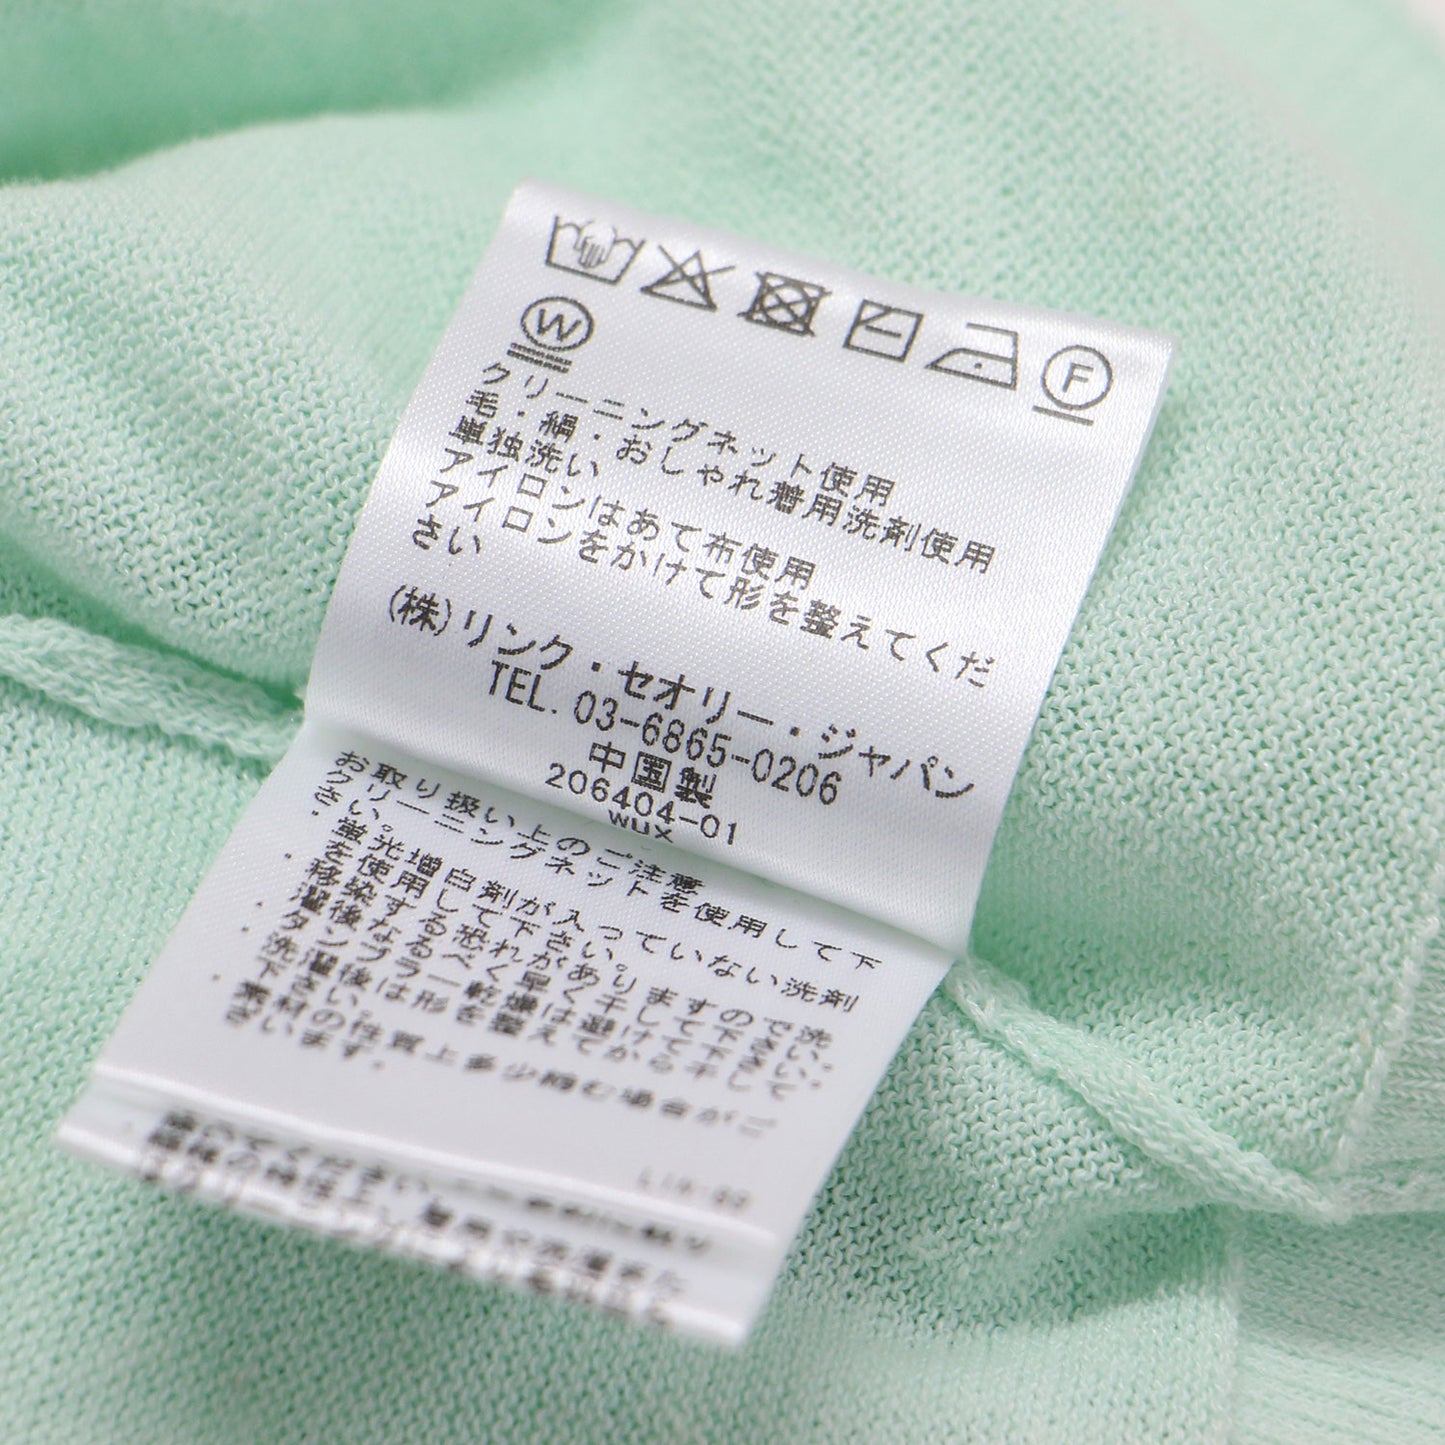 F
W
クリーニングネット使用
毛・絹・おしゃれ着用洗剤使用
単独洗い
アイロンはあて布使用
アイロンをかけて形を整えてくだ
さい
(株)リンク・セオリー・ジャパン
TEL. 03-6865-0206
中国製
206404-01
WUX
お取り扱い上のご注意
クリーニングネットを使用して下
さい。
・蛍光増白剤が入っていない洗剤
を使用して下さい。
移染する恐れがありますので洗
濯後なるべく早く干して下さい。
・タンブラー乾燥は避けて下さい。
・洗濯後は形を整えてから干して
下さい。
・素材の性質上多少縮む場合がご
ざいます。